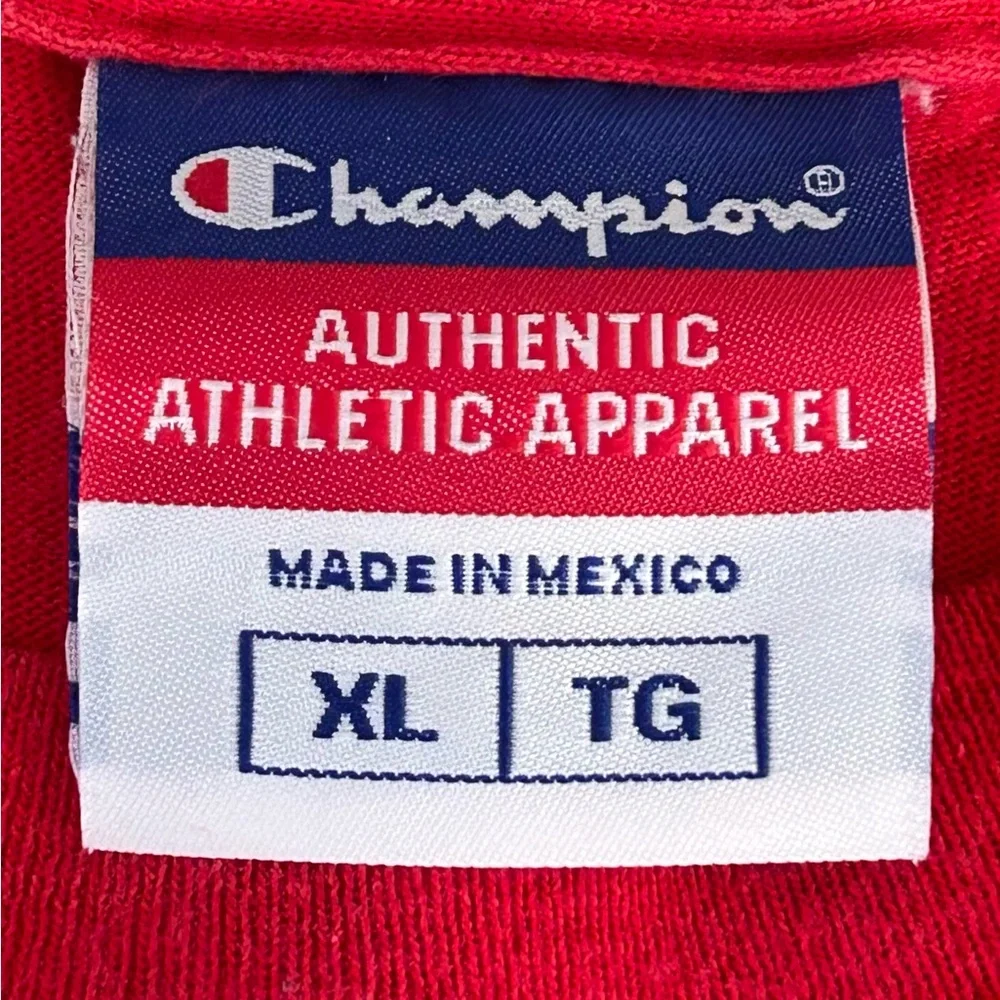 Champion®
AUTHENTIC
ATHLETIC APPAREL
MADE IN MEXICO
XL TG